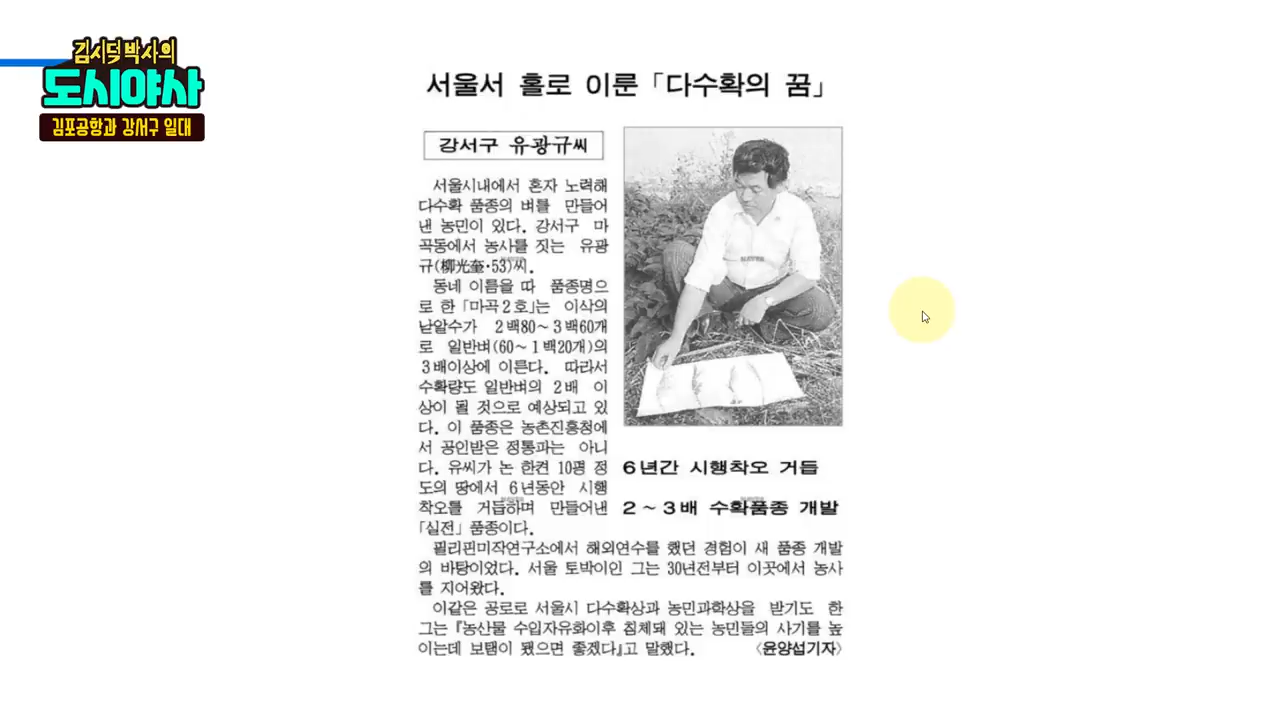 김시덕 박사의
도시야사
김포공항과 강서구 일대
서울서 홀로 이룬 「다수확의 꿈」
강서구 유광규씨
서울시내에서 혼자 노력해
다수확 품종의 벼를 만들어
낸 농민이 있다. 강서구 마
곡동에서 농사를 짓는 유광
규(柳光奎·53)씨.
동네 이름을 따 품종명으
로 한 「마곡2호」는 이삭의
낟알수가 2백80～3백60개
로 일반벼(60～1백20개)의
3배이상에 이른다. 따라서
수확량도 일반벼의 2배 이
상이 될 것으로 예상되고 있
다. 이 품종은 농촌진흥청에
서 공인받은 정통파는 아니
다. 유씨가 논 한켠 10평 정
도의 땅에서 6년동안 시행
착오를 거듭하며 만들어낸
「실전」 품종이다.
6년간 시행착오 거듭
2～3배 수확품종 개발
필리핀미작연구소에서 해외연수를 했던 경험이 새 품종 개발
의 바탕이었다. 서울 토박이인 그는 30년전부터 이곳에서 농사
를 지어왔다.
이같은 공로로 서울시 다수확상과 농민과학상을 받기도 한
그는 『농산물 수입자유화이후 침체돼 있는 농민들의 사기를 높
이는데 보탬이 됐으면 좋겠다』고 말했다. 〈윤양섭기자〉